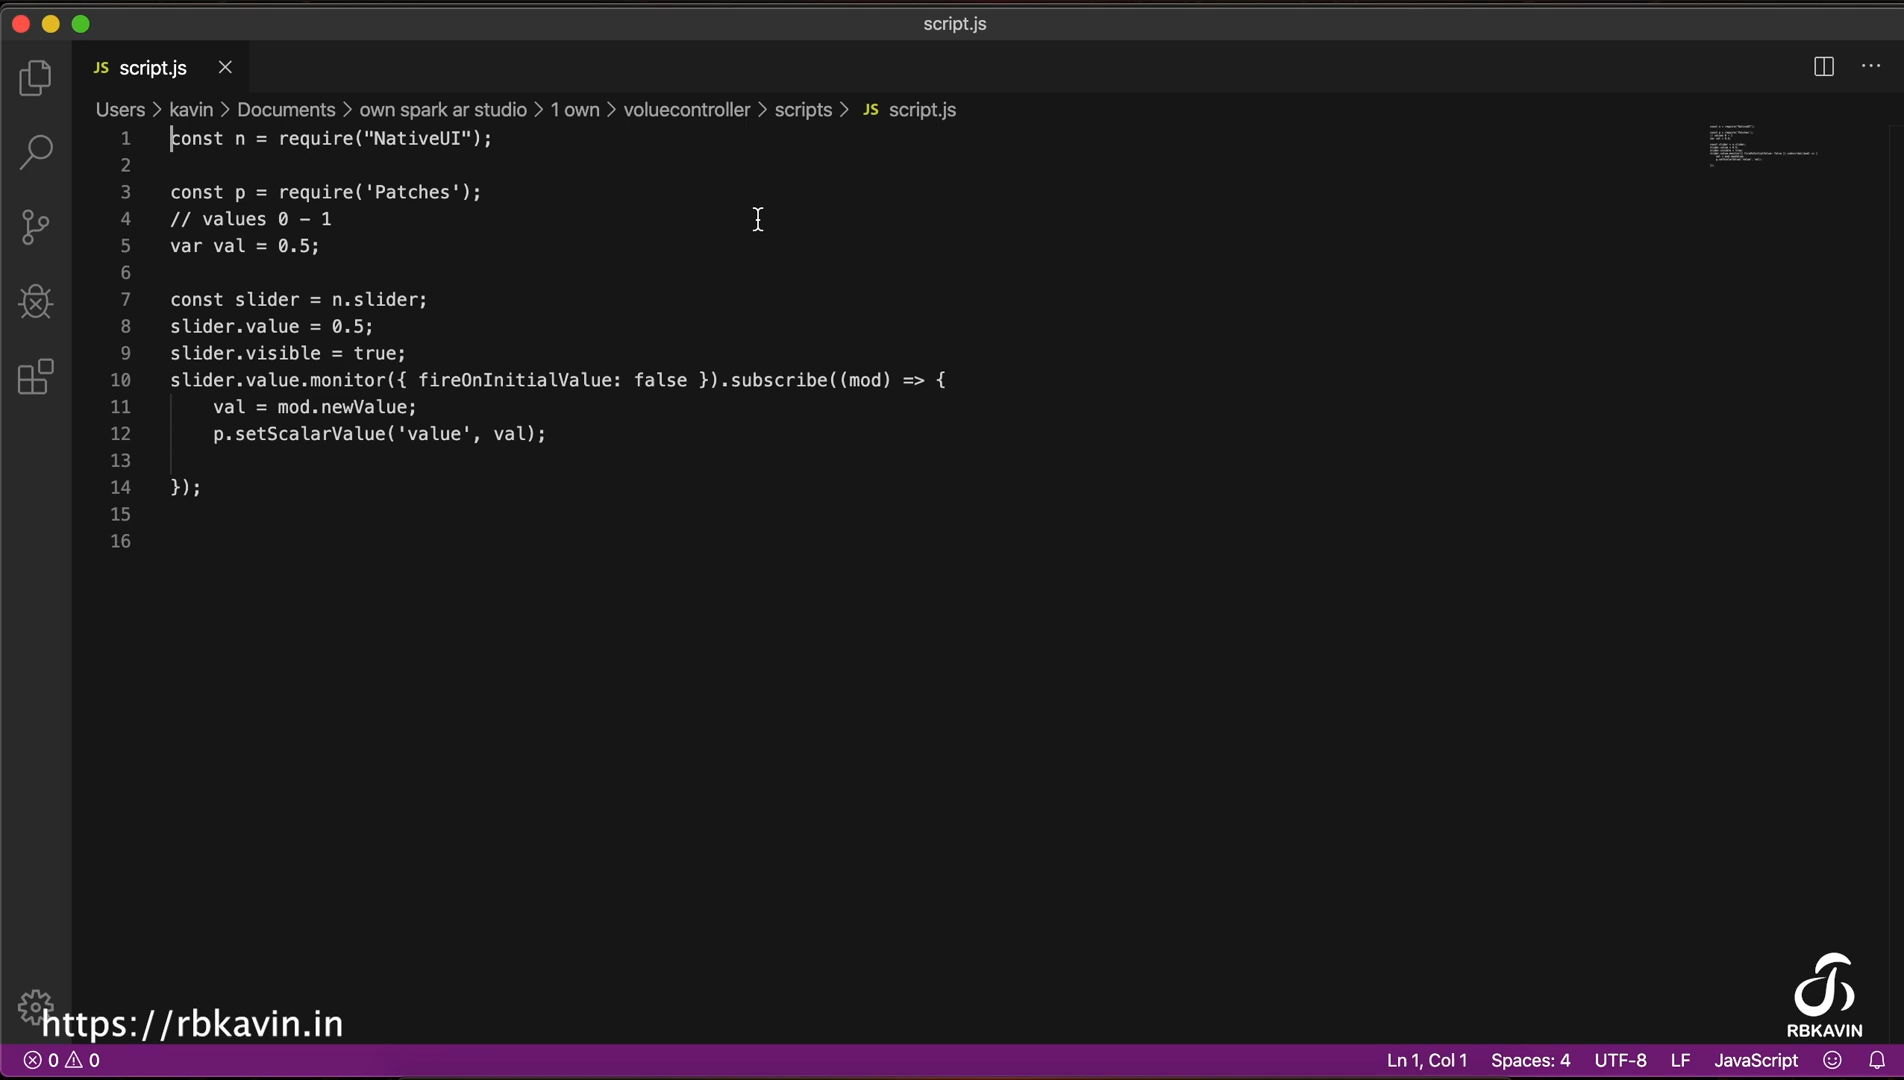 script.js
JS script.js
Users > kavin > Documents > own spark ar studio > 1 own > voluecontroller > scripts > JS script.js
1 const n = require("NativeUI");
2
3 const p = require('Patches');
4 // values 0 - 1
5 var val = 0.5;
6
7 const slider = n.slider;
8 slider.value = 0.5;
9 slider.visible = true;
10 slider.value.monitor({ fireOnInitialValue: false }).subscribe((mod) => {
11     val = mod.newValue;
12     p.setScalarValue('value', val);
13
14 });
15
16
https://rbkavin.in
RBKAVIN
0 0 Ln 1, Col 1 Spaces: 4 UTF-8 LF JavaScript